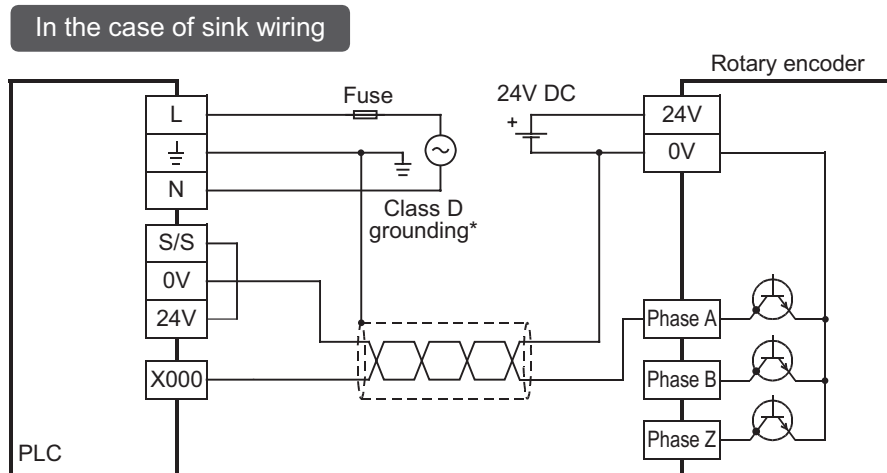 In the case of sink wiring
Rotary encoder
L
Fuse
24V DC
+
24V
0V
N
Class D
grounding*
S/S
0V
24V
X000
Phase A
Phase B
Phase Z
PLC